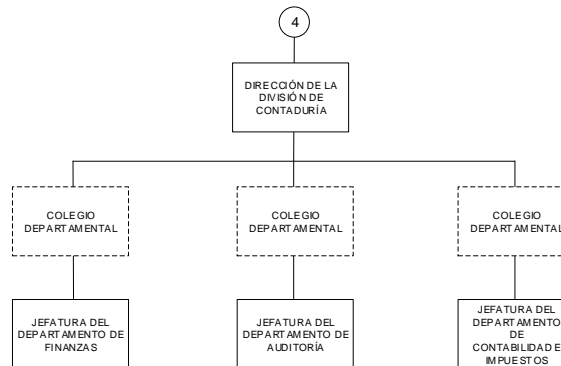 4
DIRECCIÓN DE LA
DIVISIÓN DE
CONTADURÍA
COLEGIO
DEPARTAMENTAL
COLEGIO
DEPARTAMENTAL
COLEGIO
DEPARTAMENTAL
JEFATURA DEL
DEPARTAMENTO DE
FINANZAS
JEFATURA DEL
DEPARTAMENTO DE
AUDITORÍA
JEFATURA DEL
DEPARTAMENTO
DE
CONTABILIDAD E
IMPUESTOS